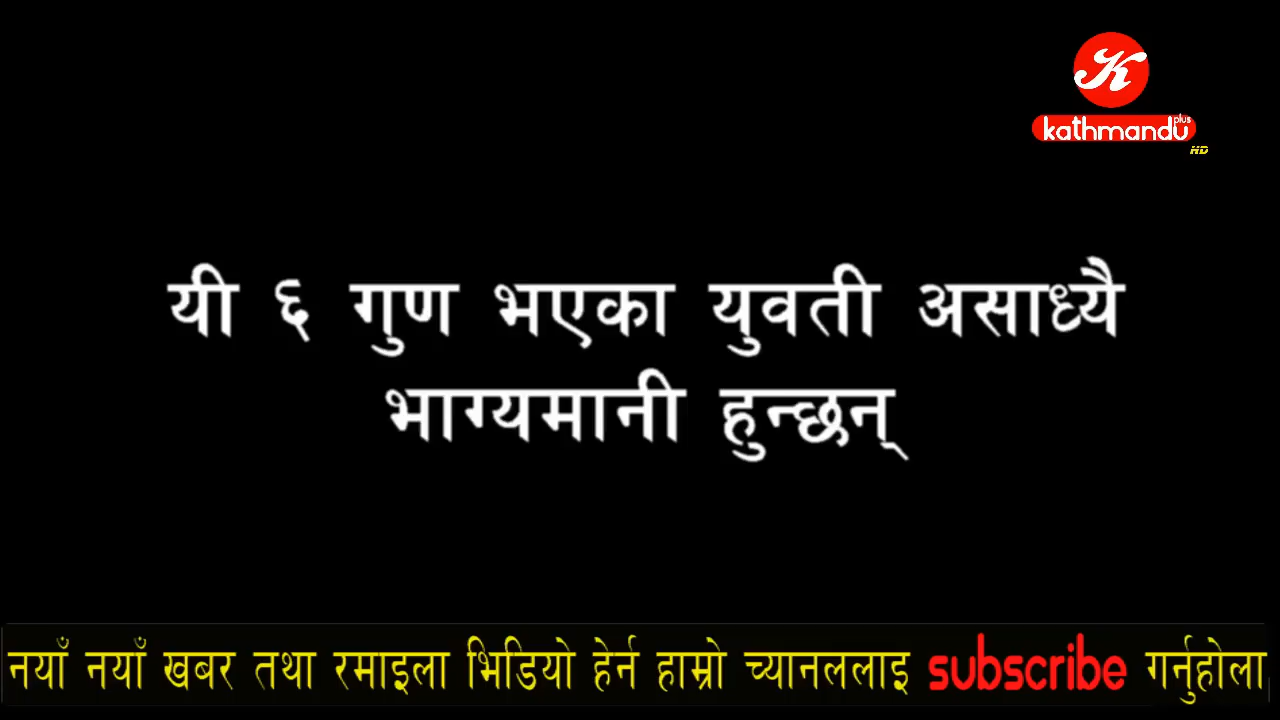 K
kathmandu plus
HD
यी ६ गुण भएका युवती असाध्यै
भाग्यमानी हुन्छन्
नयाँ नयाँ खबर तथा रमाइला भिडियो हेर्न हाम्रो च्यानललाइ subscribe गर्नुहोला